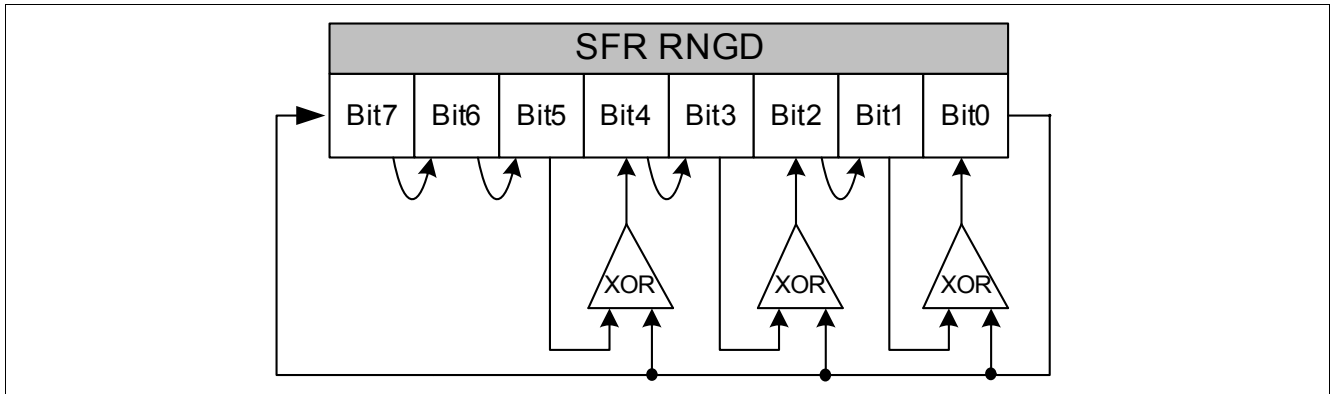 SFR RNGD
Bit7 Bit6 Bit5 Bit4 Bit3 Bit2 Bit1 Bit0
XOR XOR XOR